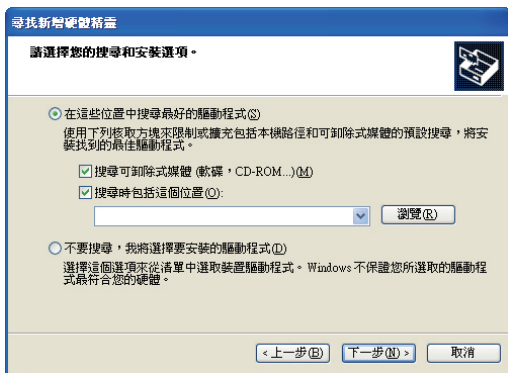 尋找新增硬體精靈
請選擇您的搜尋和安裝選項。
在這些位置中搜尋最好的驅動程式(S)
使用下列核取方塊來限制或擴充包括本機路徑和可卸除式媒體的預設搜尋，將安
裝找到的最佳驅動程式。
搜尋可卸除式媒體 (軟碟，CD-ROM...)(M)
搜尋時包括這個位置(O):
瀏覽(R)
不要搜尋，我將選擇要安裝的驅動程式(D)
選擇這個選項來從清單中選取裝置驅動程式。Windows 不保證您所選取的驅動程
式最符合您的硬體。
<上一步(B)
下一步(N)>
取消